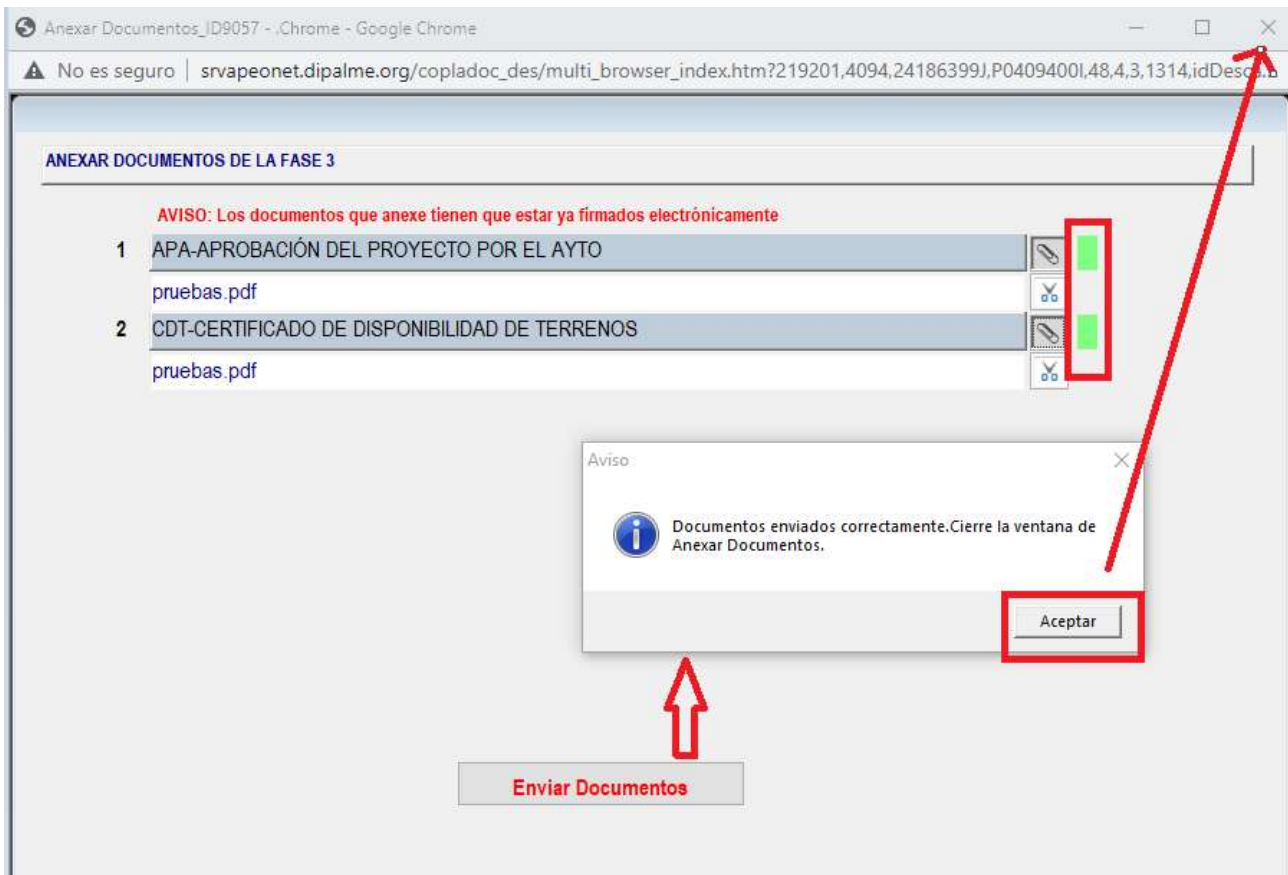 Anexar Documentos_ID9057 - .Chrome - Google Chrome
No es seguro | srvapeonet.dipalme.org/copladoc_des/multi_browser_index.htm?219201,4094,24186399J,P0409400I,48,4,3,1314,idDesc
ANEXAR DOCUMENTOS DE LA FASE 3
AVISO: Los documentos que anexe tienen que estar ya firmados electrónicamente
1 APA-APROBACIÓN DEL PROYECTO POR EL AYTO
pruebas.pdf
2 CDT-CERTIFICADO DE DISPONIBILIDAD DE TERRENOS
pruebas.pdf
Aviso
Documentos enviados correctamente.Cierre la ventana de
Anexar Documentos.
Aceptar
Enviar Documentos